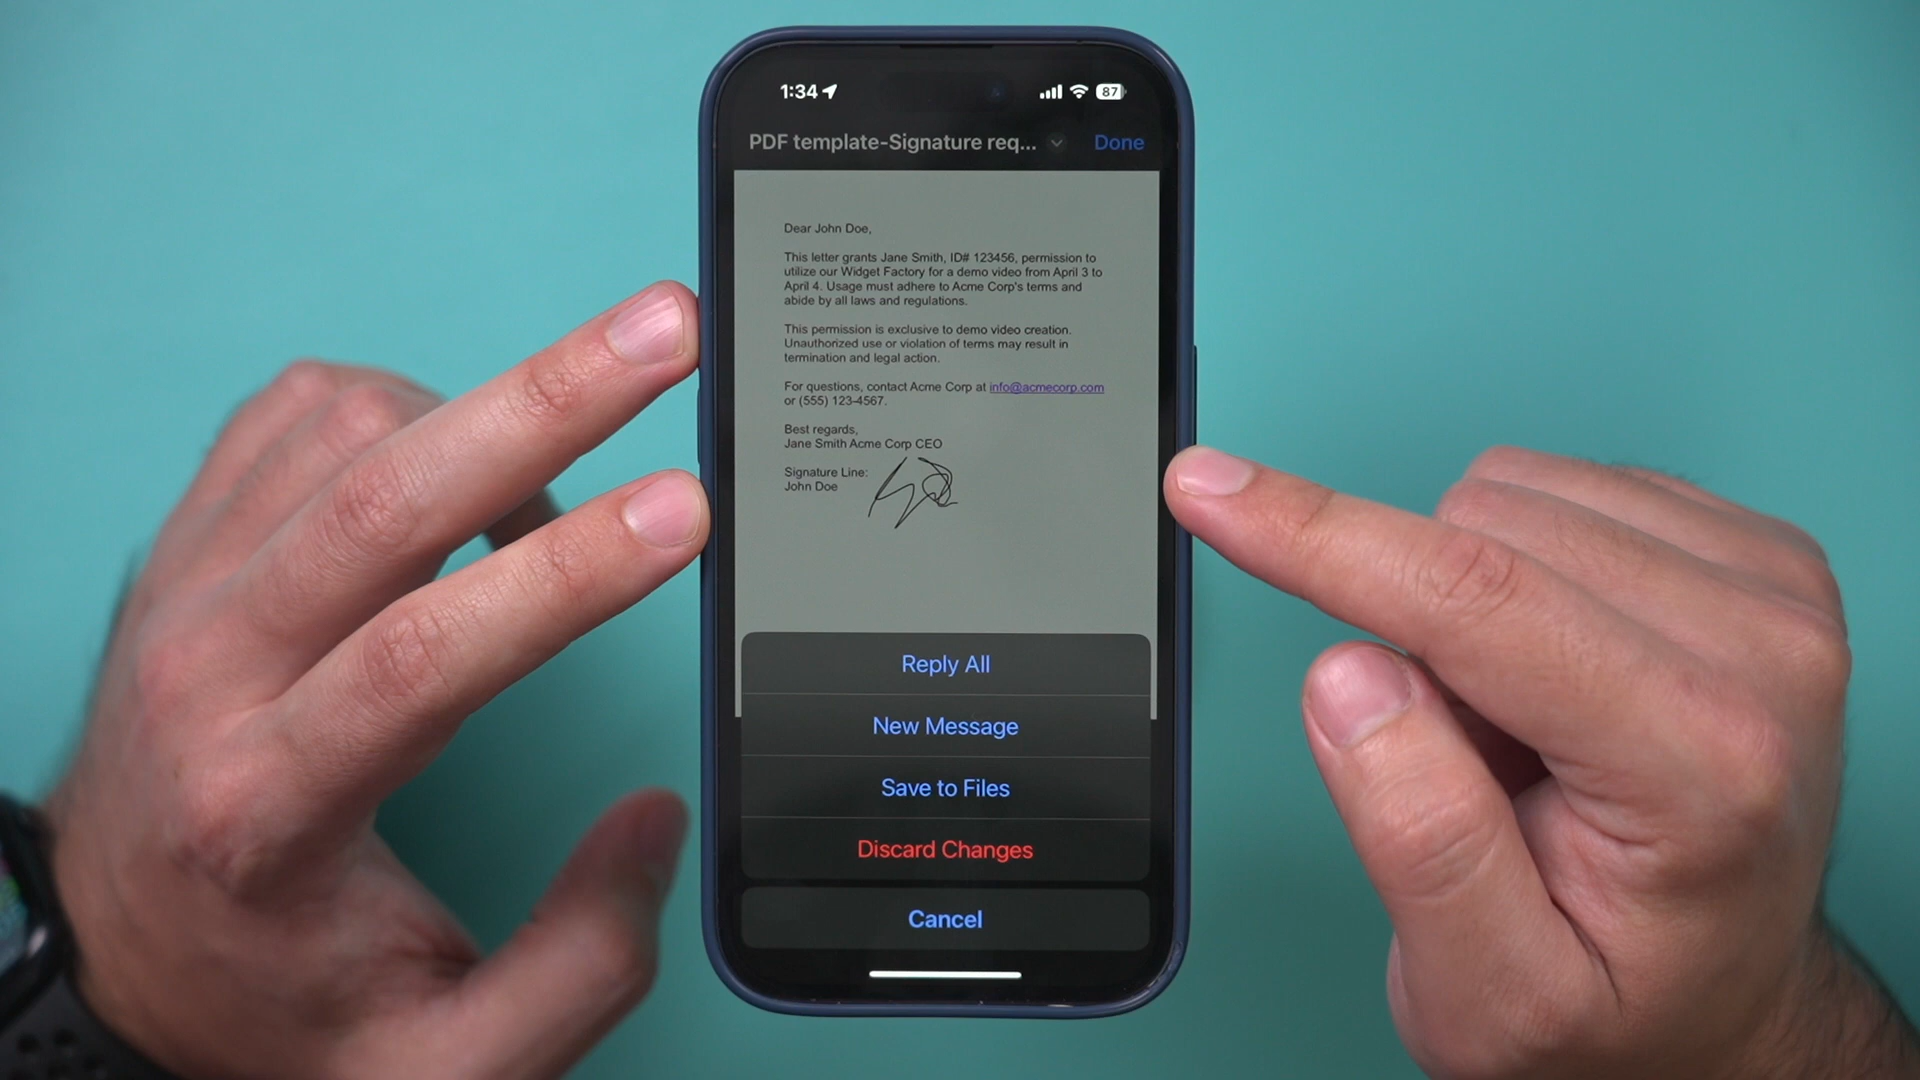 1:34
87
PDF template-Signature req...
Done
Dear John Doe,
This letter grants Jane Smith, ID# 123456, permission to
utilize our Widget Factory for a demo video from April 3 to
April 4. Usage must adhere to Acme Corp's terms and
abide by all laws and regulations.
This permission is exclusive to demo video creation.
Unauthorized use or violation of terms may result in
termination and legal action.
For questions, contact Acme Corp at info@acmecorp.com
or (555) 123-4567.
Best regards,
Jane Smith Acme Corp CEO
Signature Line:
John Doe
Reply All
New Message
Save to Files
Discard Changes
Cancel